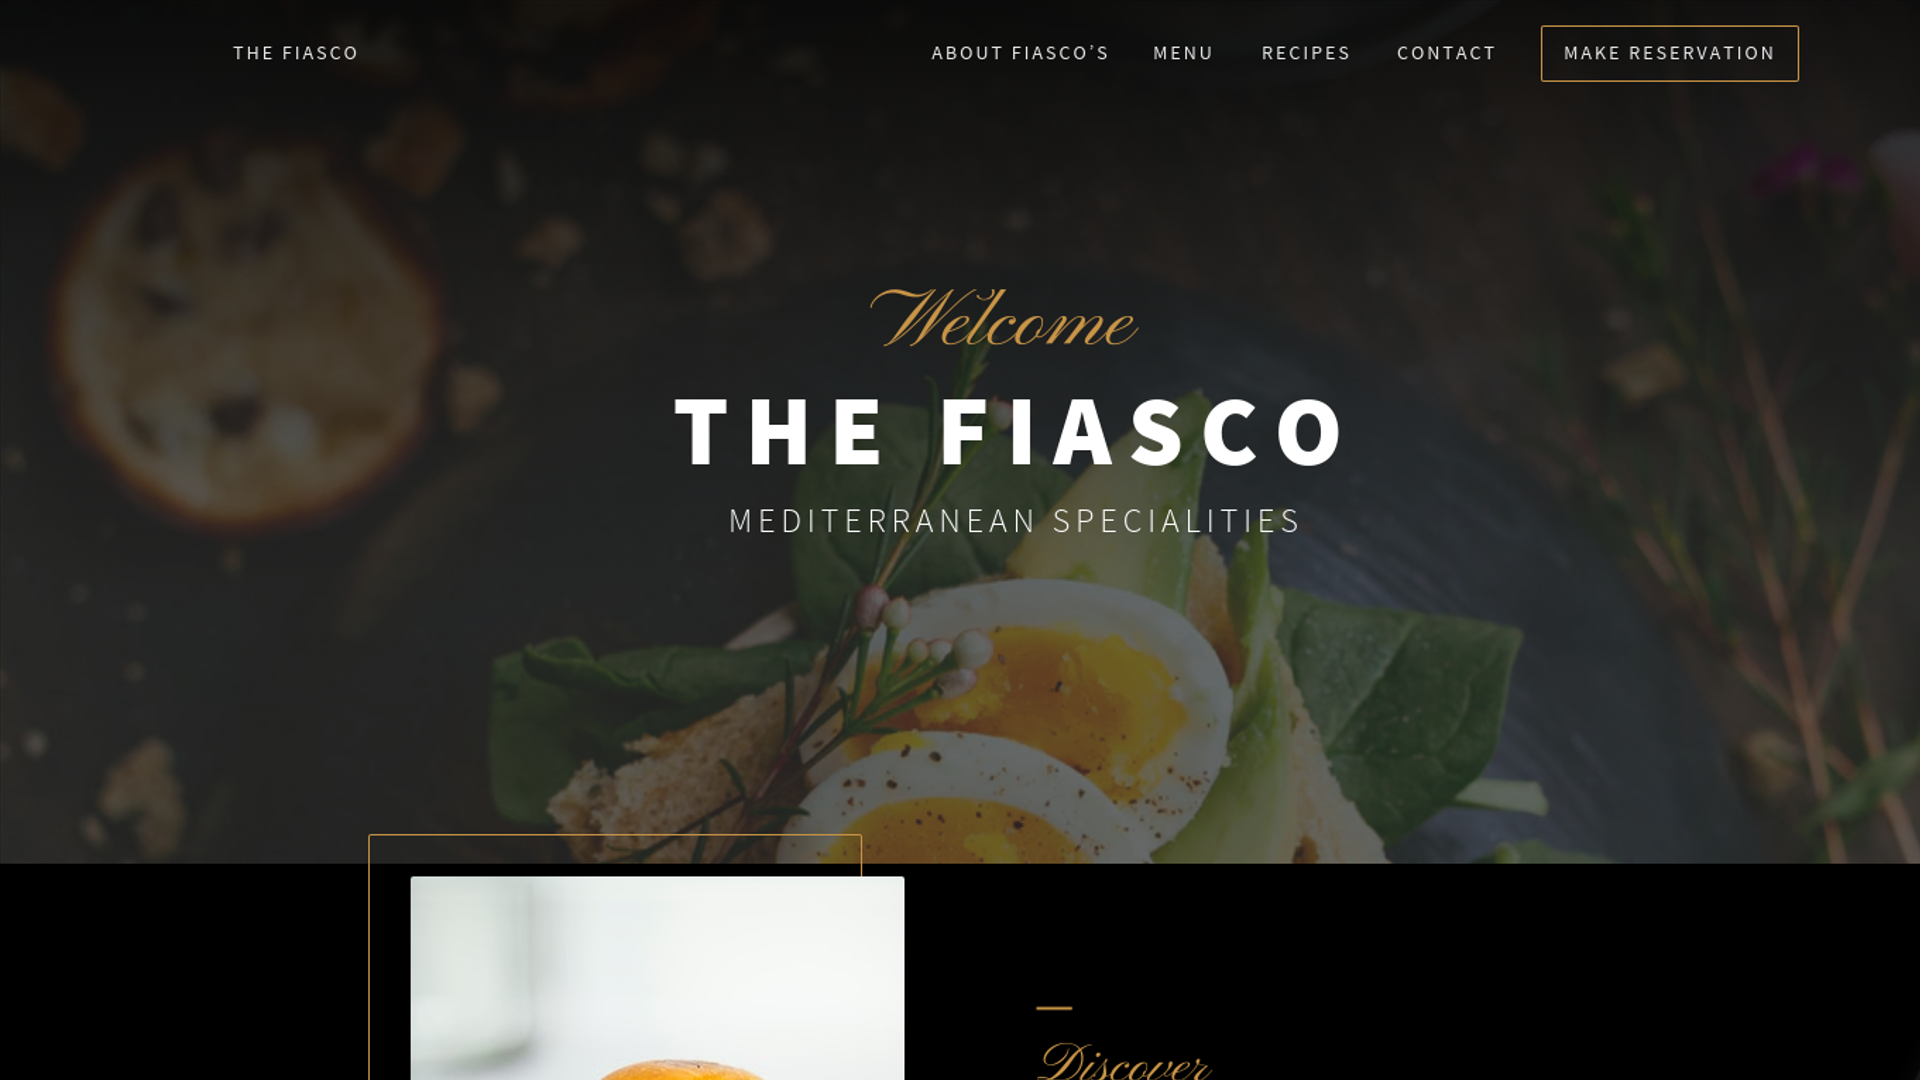 THE FIASCO
ABOUT FIASCO'S MENU RECIPES CONTACT MAKE RESERVATION
Welcome
THE FIASCO
MEDITERRANEAN SPECIALITIES
Discover